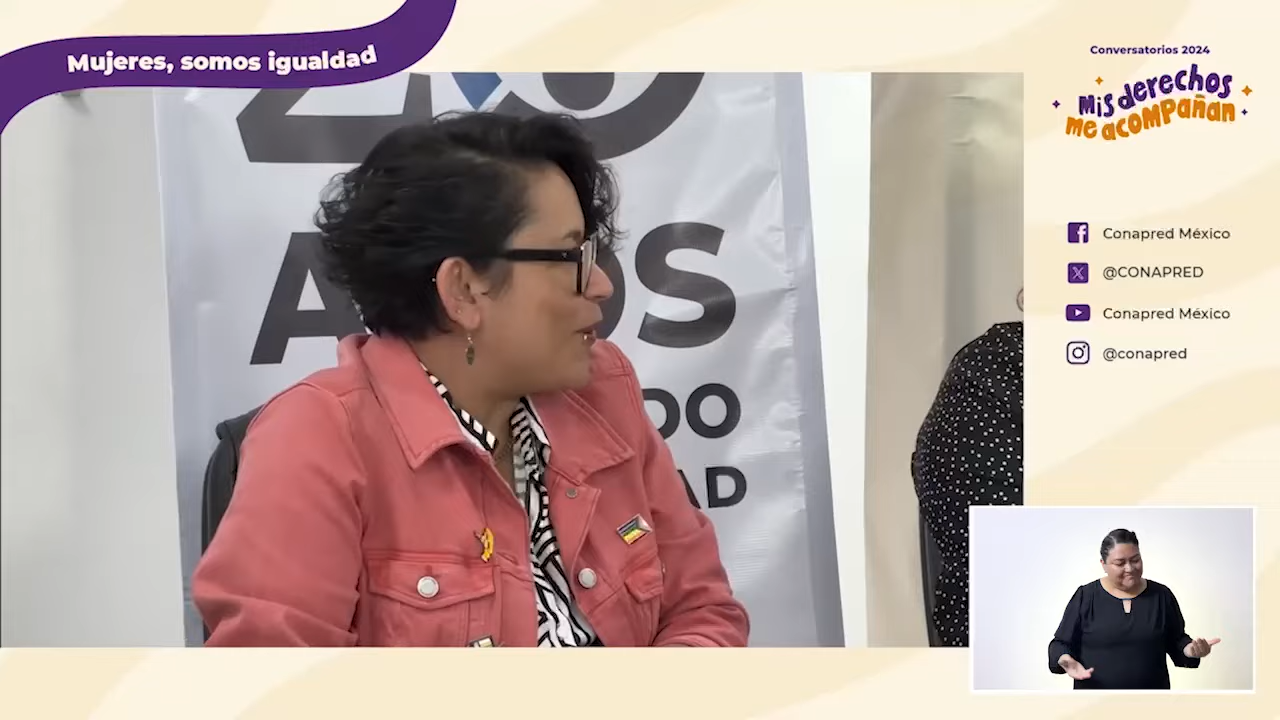 Mujeres, somos igualdad
Conversatorios 2024
Mis derechos
me acompañan
Conapred México
@CONAPRED
Conapred México
@conapred